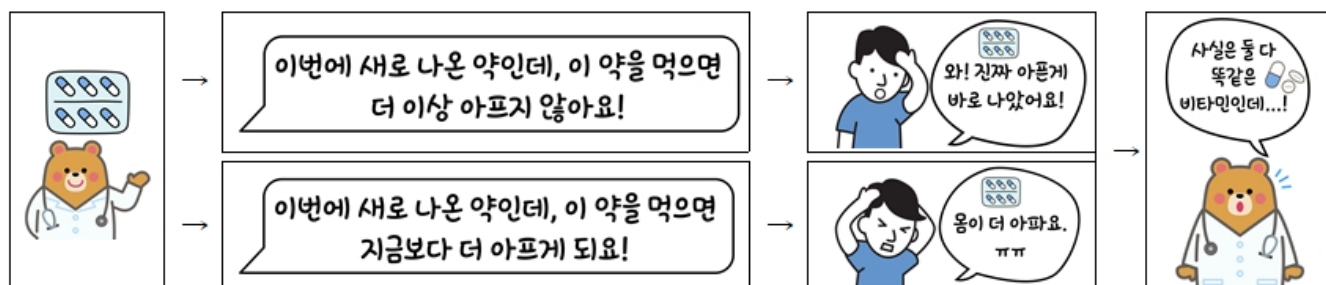 이번에 새로 나온 약인데, 이 약을 먹으면
더 이상 아프지 않아요!
와! 진짜 아픈게
바로 나았어요!
이번에 새로 나온 약인데, 이 약을 먹으면
지금보다 더 아프게 되요!
몸이 더 아파요.
ㅠㅠ
사실은 둘 다
똑같은
비타민인데...!